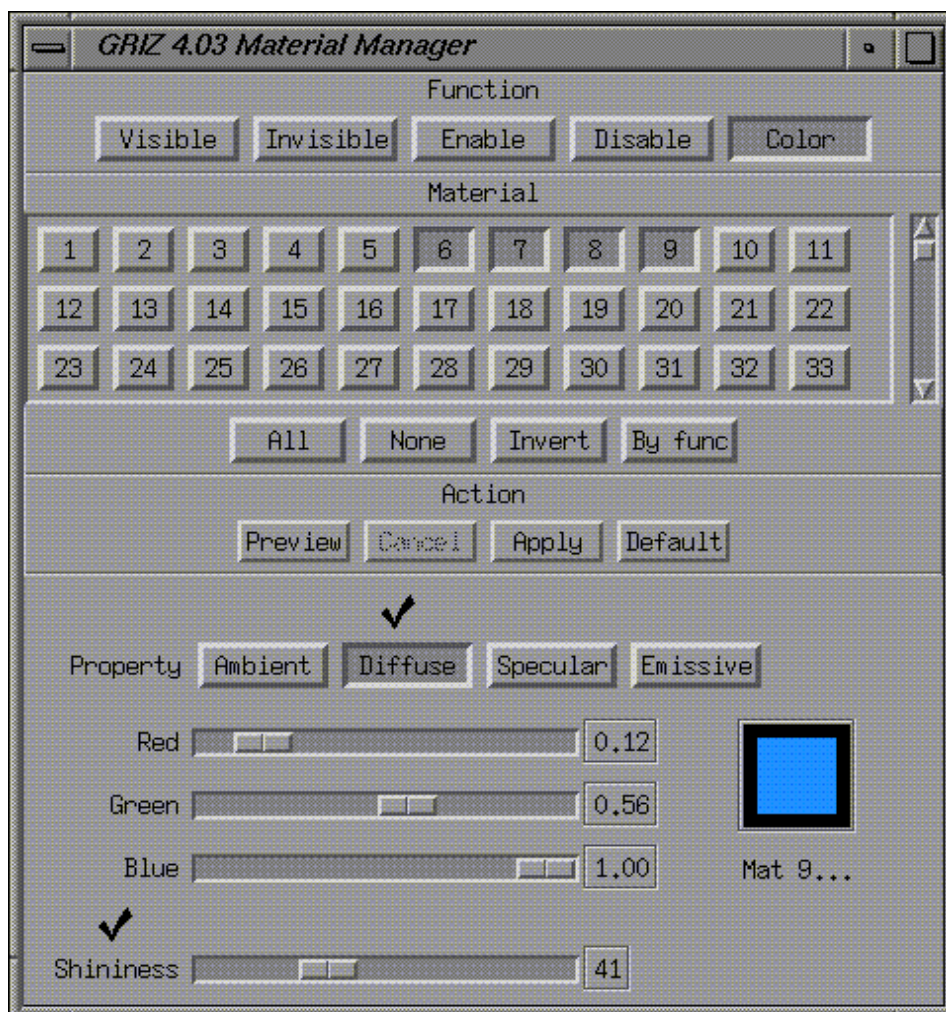 GRIZ 4.03 Material Manager
Function
Visible Invisible Enable Disable Color
Material
1 2 3 4 5 6 7 8 9 10 11
12 13 14 15 16 17 18 19 20 21 22
23 24 25 26 27 28 29 30 31 32 33
All None Invert By func
Action
Preview Cancel Apply Default
Property Ambient Diffuse Specular Emissive
Red 0.12
Green 0.56
Blue 1.00 Mat 9...
Shininess 41